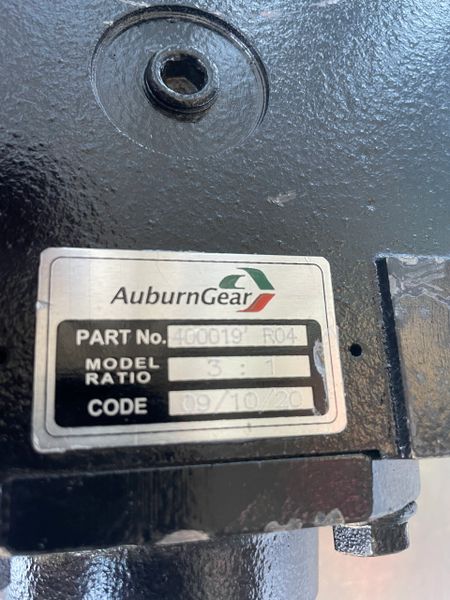 AuburnGear
PART No. 400019 R04
MODEL RATIO 3 : 1
CODE 09/10/20